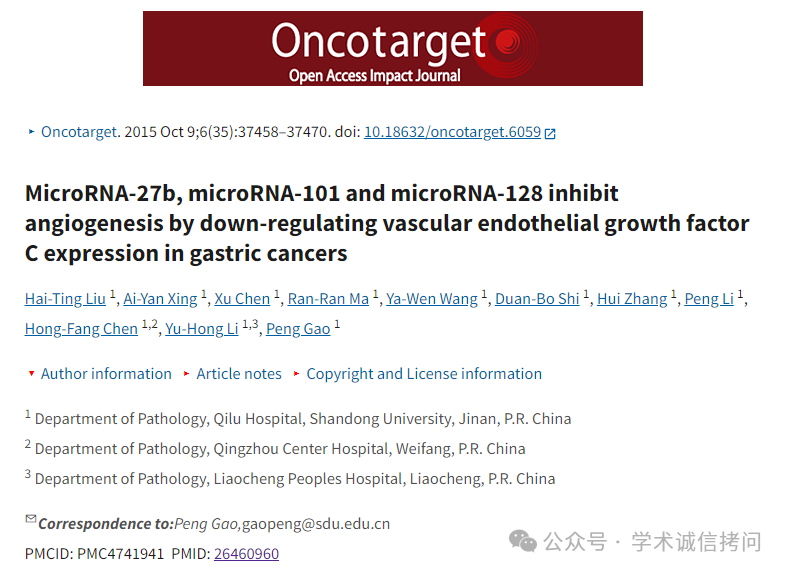 Oncotarget
Open Access Impact Journal
Oncotarget. 2015 Oct 9;6(35):37458–37470. doi: 10.18632/oncotarget.6059
MicroRNA-27b, microRNA-101 and microRNA-128 inhibit
angiogenesis by down-regulating vascular endothelial growth factor
C expression in gastric cancers
Hai-Ting Liu 1, Ai-Yan Xing 1, Xu Chen 1, Ran-Ran Ma 1, Ya-Wen Wang 1, Duan-Bo Shi 1, Hui Zhang 1, Peng Li 1,
Hong-Fang Chen 1,2, Yu-Hong Li 1,3, Peng Gao 1
Author information Article notes Copyright and License information
1 Department of Pathology, Qilu Hospital, Shandong University, Jinan, P.R. China
2 Department of Pathology, Qingzhou Center Hospital, Weifang, P.R. China
3 Department of Pathology, Liaocheng Peoples Hospital, Liaocheng, P.R. China
Correspondence to:Peng Gao,gaopeng@sdu.edu.cn
PMCID: PMC4741941 PMID: 26460960
公众号 · 学术诚信拷问